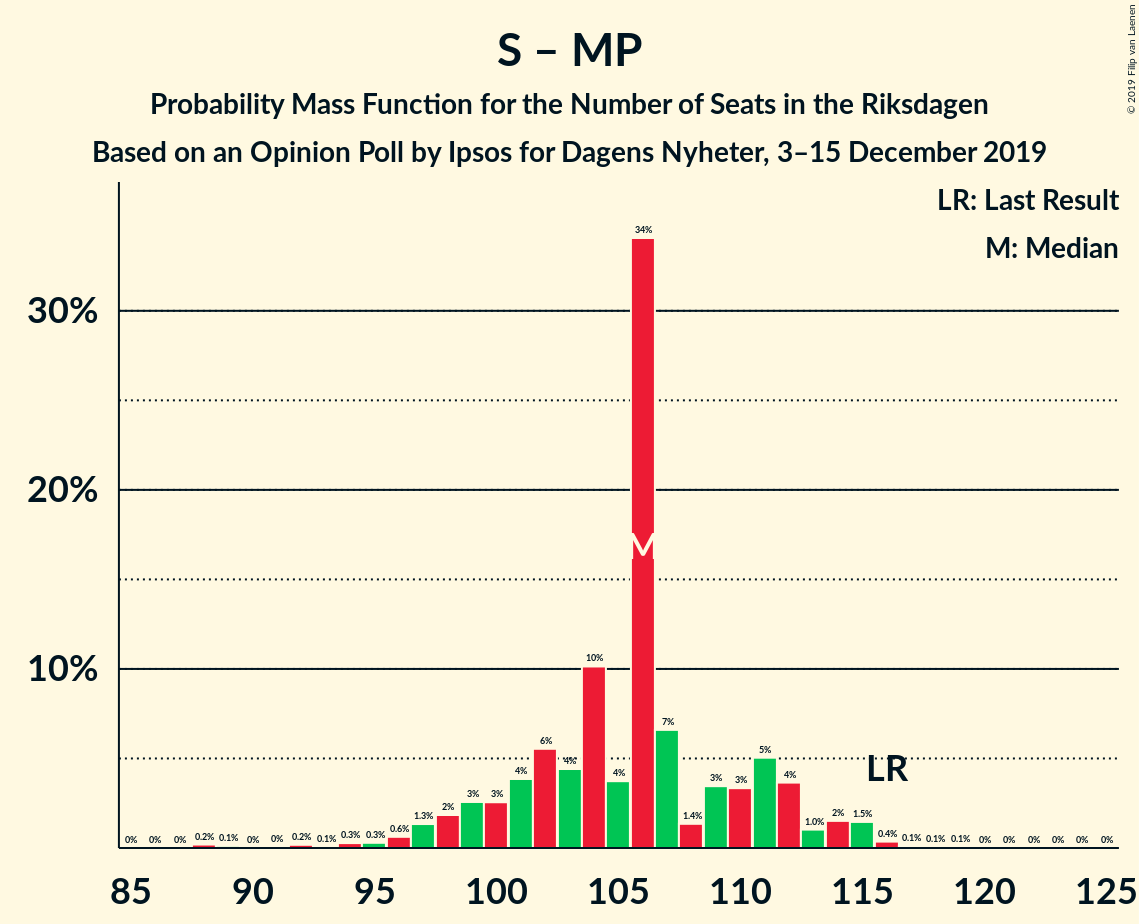 S – MP
Probability Mass Function for the Number of Seats in the Riksdagen
Based on an Opinion Poll by Ipsos for Dagens Nyheter, 3–15 December 2019
© 2019 Filip van Laenen
LR: Last Result
M: Median
30%
20%
10%
0% 0% 0% 0.2% 0.1% 0% 0% 0.2% 0.1% 0.3% 0.3% 0.6% 1.3% 2% 3% 3% 4% 6% 4% 10% 4% 34% 7% 1.4% 3% 3% 5% 4% 1.0% 2% 1.5% 0.4% 0.1% 0.1% 0.1% 0% 0% 0% 0% 0% 0%
M
LR
85 90 95 100 105 110 115 120 125